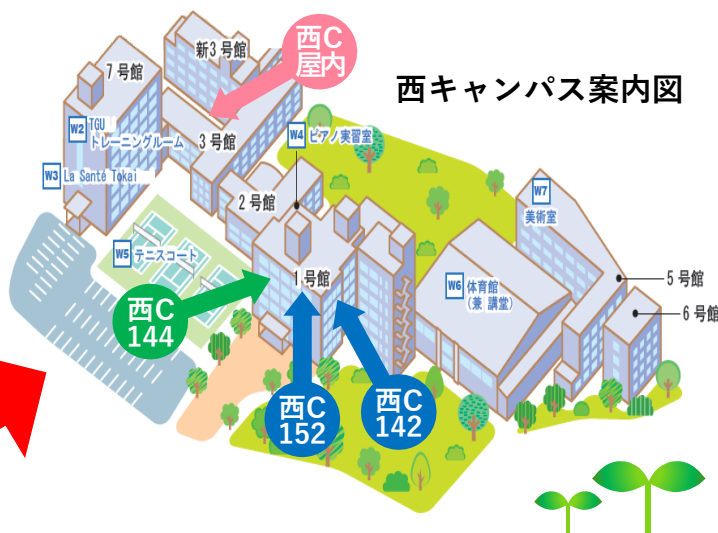 西キャンパス案内図
西C
屋内
新3号館
7号館
W2 TGU
トレーニングルーム
3号館
W4 ピアノ実習室
W3 La Santé Tokai
2号館
W7
美術室
W5 テニスコート
1号館
W6 体育館
(兼 講堂)
5号館
6号館
西C
144
西C
152
西C
142